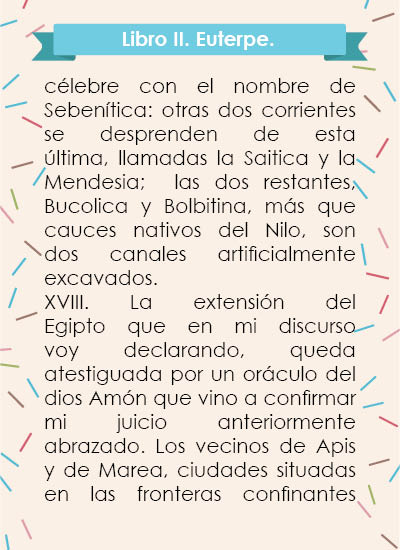 Libro II. Euterpe.
célebre con el nombre de
Sebenítica: otras dos corrientes
se desprenden de esta
última, llamadas la Saitica y la
Mendesia; las dos restantes,
Bucolica y Bolbitina, más que
cauces nativos del Nilo, son
dos canales artificialmente
excavados.
XVIII. La extensión del
Egipto que en mi discurso
voy declarando, queda
atestiguada por un oráculo del
dios Amón que vino a confirmar
mi juicio anteriormente
abrazado. Los vecinos de Apis
y de Marea, ciudades situadas
en las fronteras confinantes